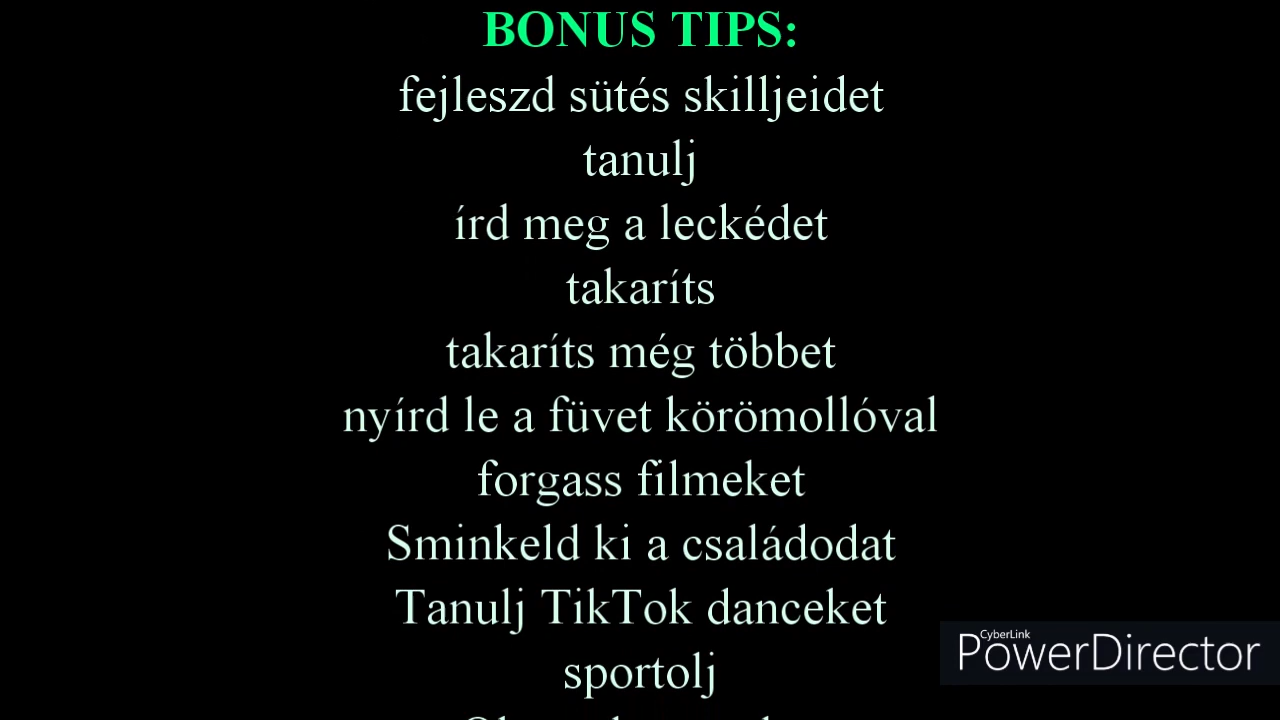 BONUS TIPS:
fejleszd sütés skilljeidet
tanulj
írd meg a leckédet
takaríts
takaríts még többet
nyírd le a füvet körömollóval
forgass filmeket
Sminkeld ki a családodat
Tanulj TikTok danceket
sportolj
CyberLink
PowerDirector